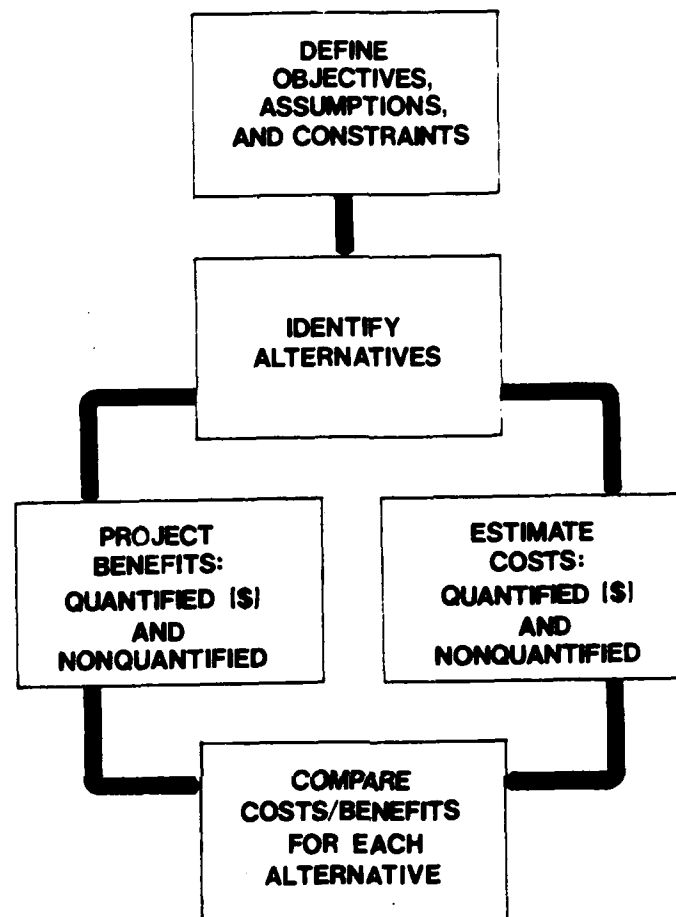 DEFINE
OBJECTIVES,
ASSUMPTIONS,
AND CONSTRAINTS
IDENTIFY
ALTERNATIVES
PROJECT
BENEFITS:
QUANTIFIED ($)
AND
NONQUANTIFIED
ESTIMATE
COSTS:
QUANTIFIED ($)
AND
NONQUANTIFIED
COMPARE
COSTS/BENEFITS
FOR EACH
ALTERNATIVE